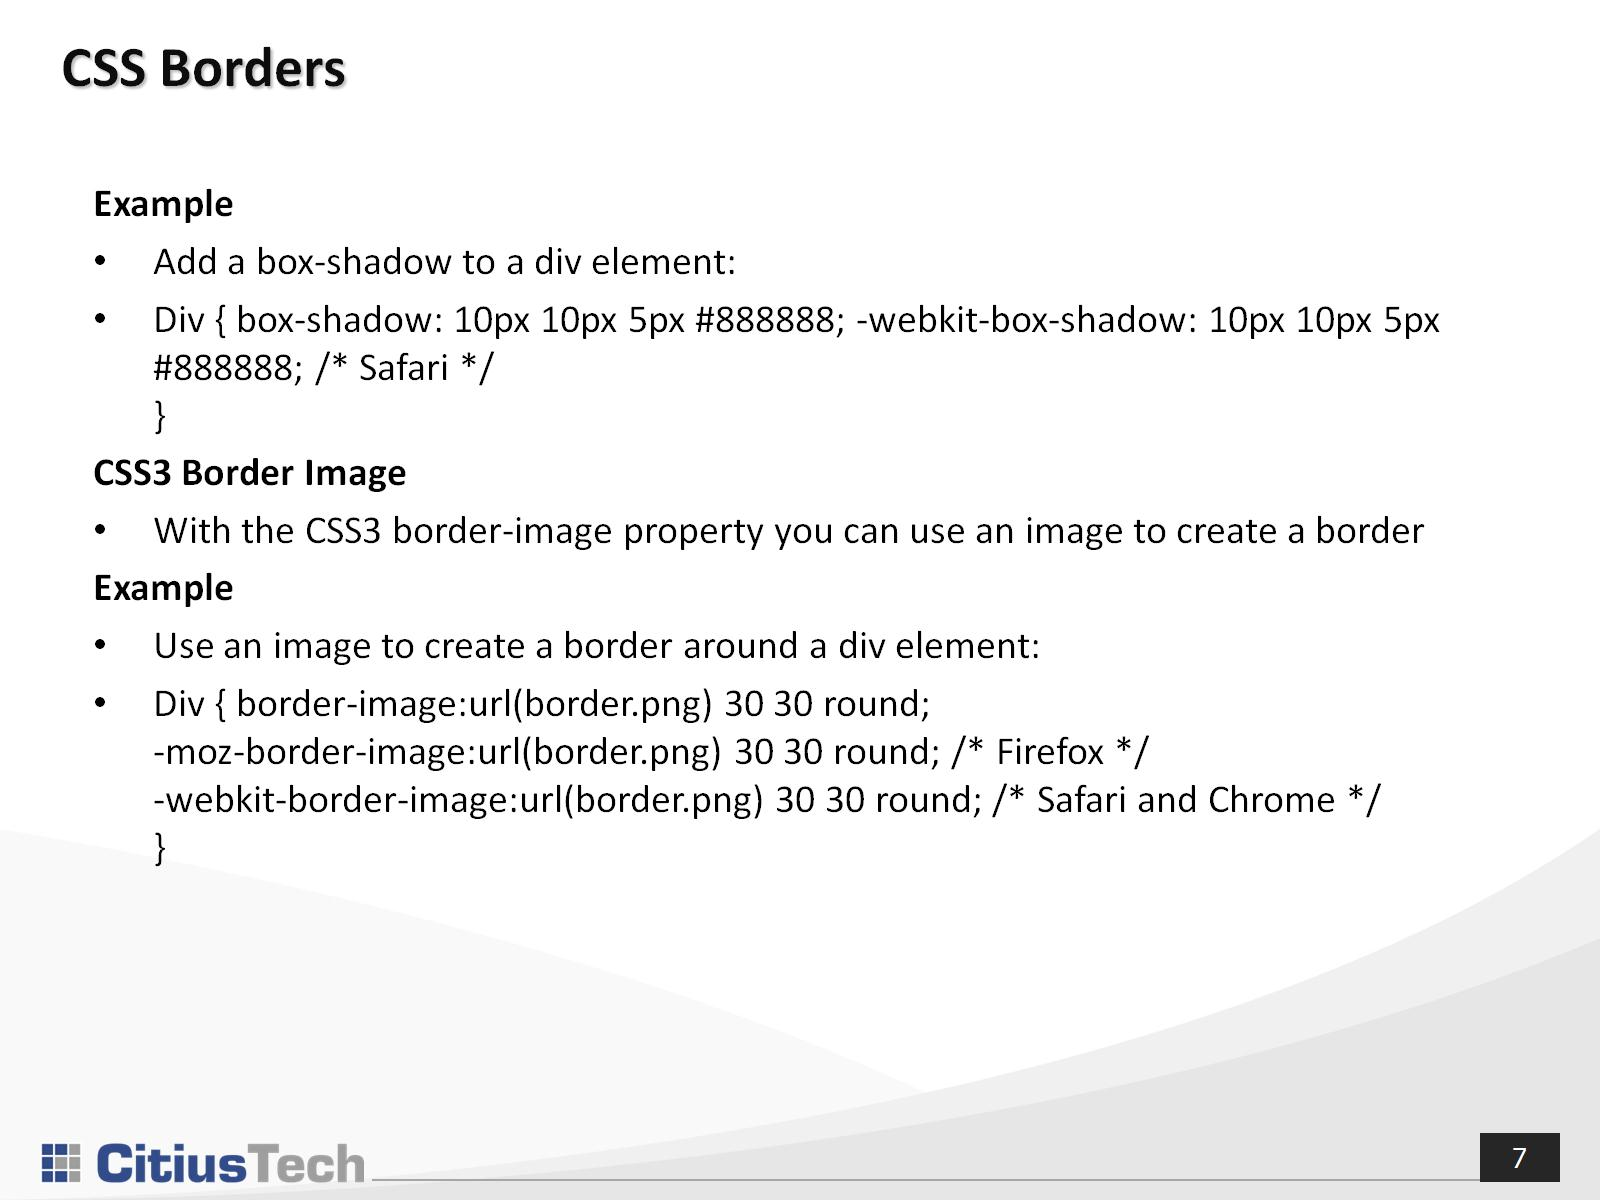 CSS Borders
Example
• Add a box-shadow to a div element:
• Div { box-shadow: 10px 10px 5px #888888; -webkit-box-shadow: 10px 10px 5px
#888888; /* Safari */
}
CSS3 Border Image
• With the CSS3 border-image property you can use an image to create a border
Example
• Use an image to create a border around a div element:
• Div { border-image:url(border.png) 30 30 round;
-moz-border-image:url(border.png) 30 30 round; /* Firefox */
-webkit-border-image:url(border.png) 30 30 round; /* Safari and Chrome */
}
CitiusTech
7